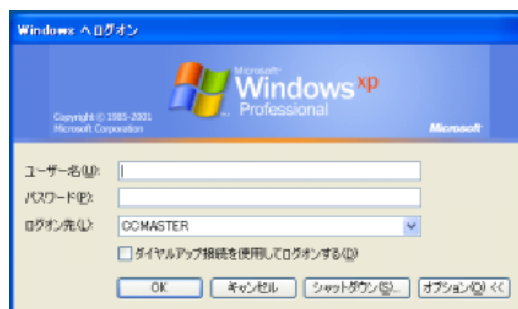 Windows へログオン
Microsoft
Windows xp
Professional
Copyright © 1985-2001
Microsoft Corporation
Microsoft
ユーザー名(U):
パスワード(P):
ログオン先(L):
CCMASTER
ダイヤルアップ接続を使用してログオンする(D)
OK
キャンセル
シャットダウン(S)...
オプション(O) <<